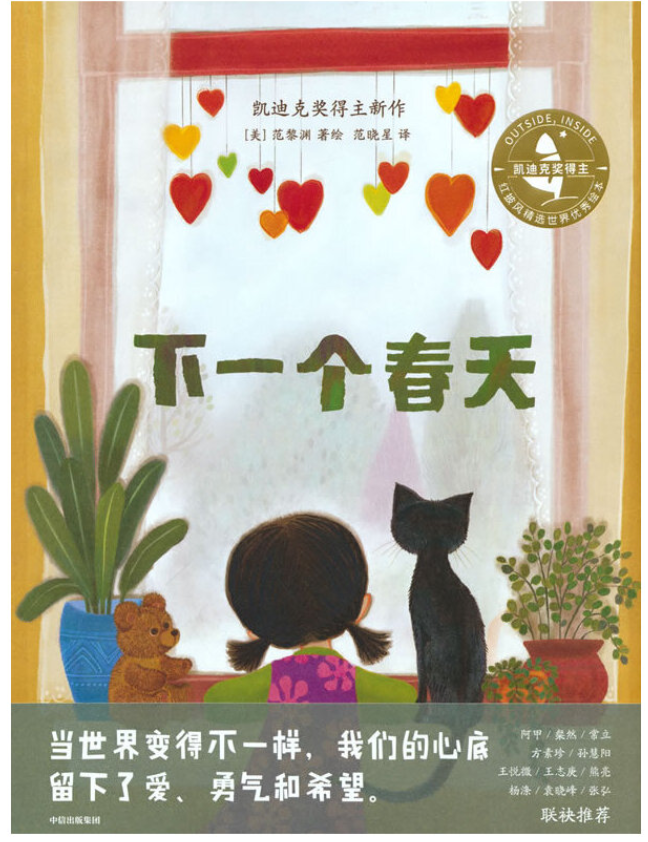 凯迪克奖得主新作
[美] 范黎渊 著绘 范晓星 译
OUTSIDE, INSIDE
凯迪克奖得主
红披风精选世界优秀绘本
下一个春天
当世界变得不一样,我们的心底
留下了爱、勇气和希望。
阿甲 / 粲然 / 常立
方素珍 / 孙慧阳
王悦微 / 王志庚 / 熊亮
杨涤 / 袁晓峰 / 张弘
联袂推荐
中信出版集团